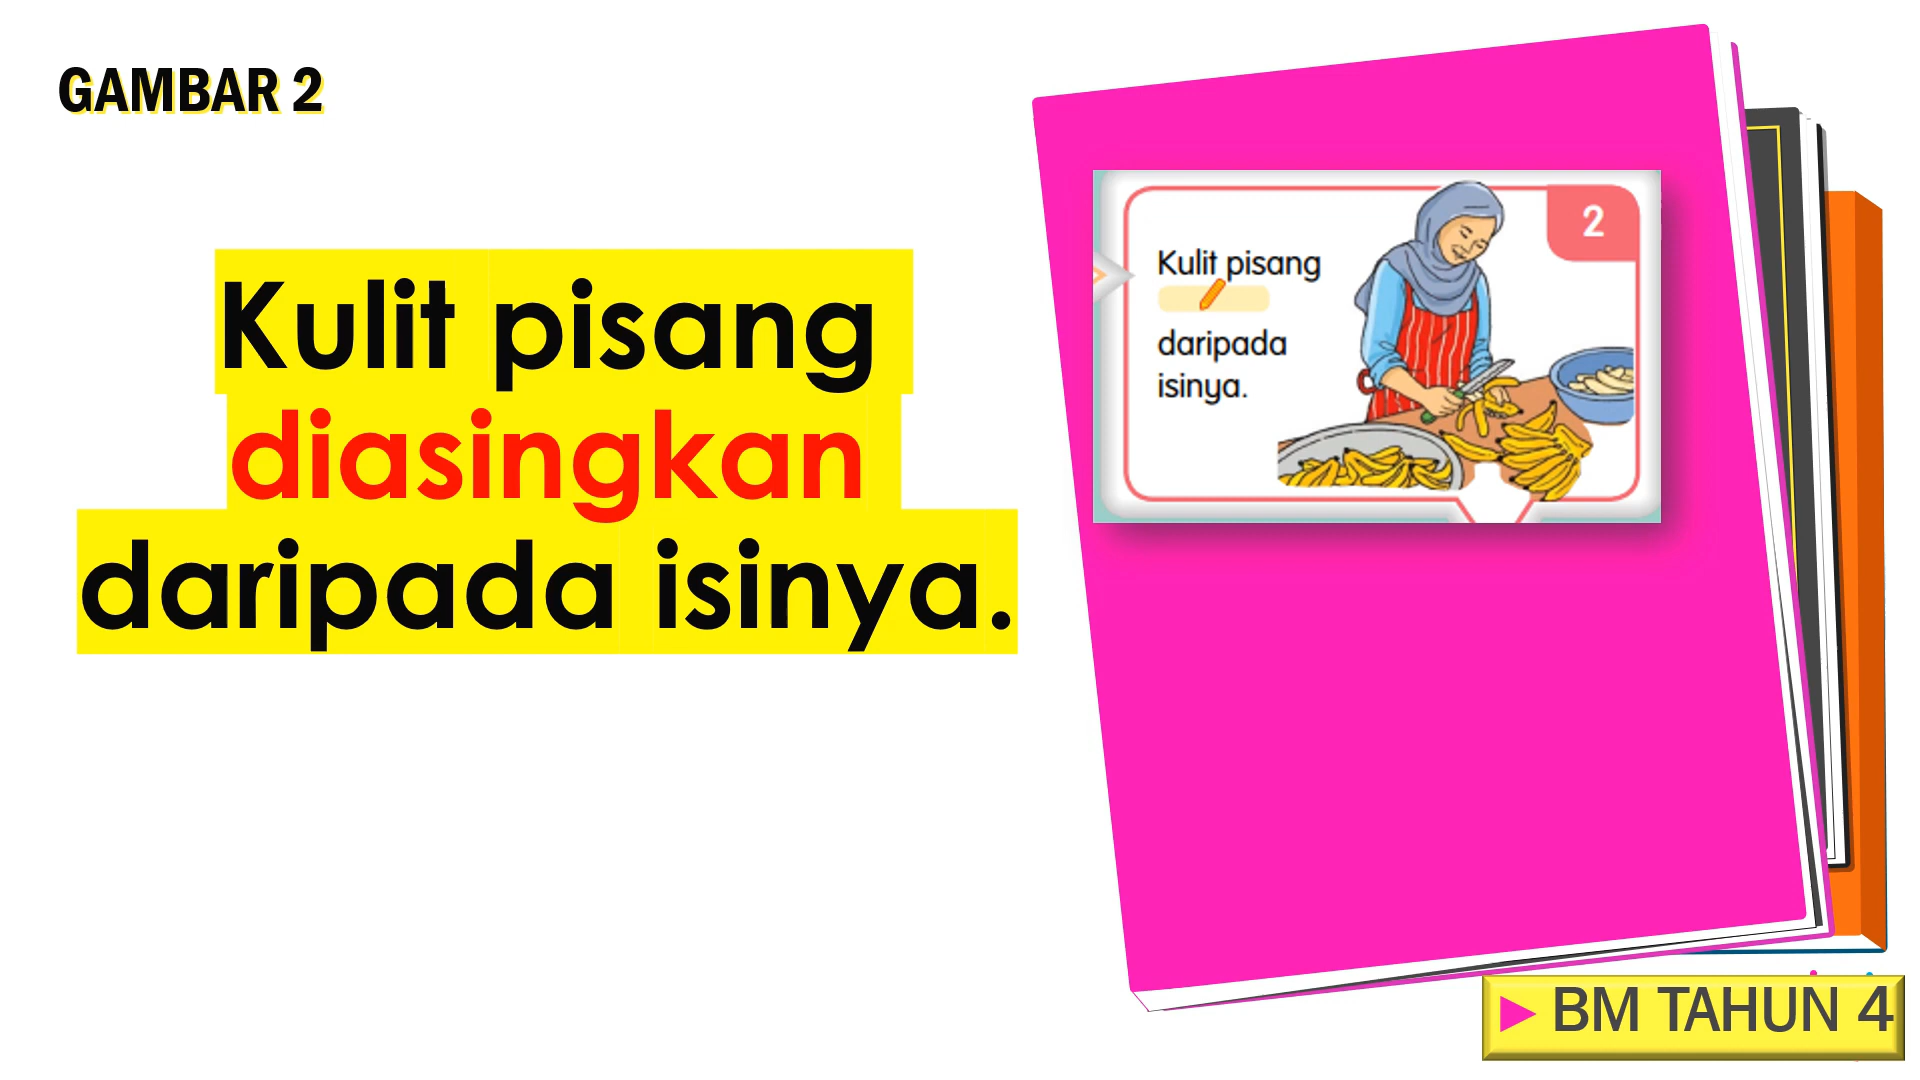 GAMBAR 2
Kulit pisang
diasingkan
daripada isinya.
2
Kulit pisang
daripada
isinya.
BM TAHUN 4